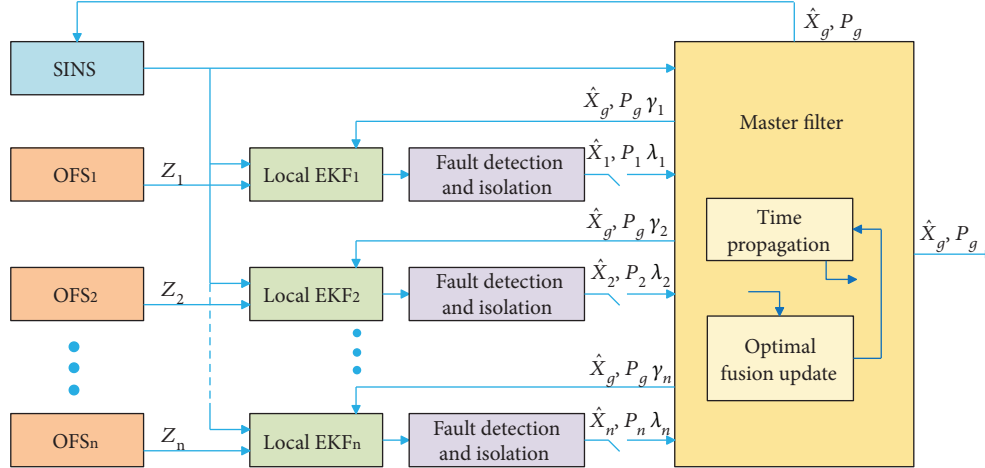 X̂g, Pg
SINS
X̂g, Pg γ1
Master filter
OFS1
Z1
Local EKF1
Fault detection
and isolation
X̂1, P1 λ1
X̂g, Pg γ2
Time
propagation
X̂g, Pg
OFS2
Z2
Local EKF2
Fault detection
and isolation
X̂2, P2 λ2
Optimal
fusion update
X̂g, Pg γn
OFSn
Zn
Local EKFn
Fault detection
and isolation
X̂n, Pn λn